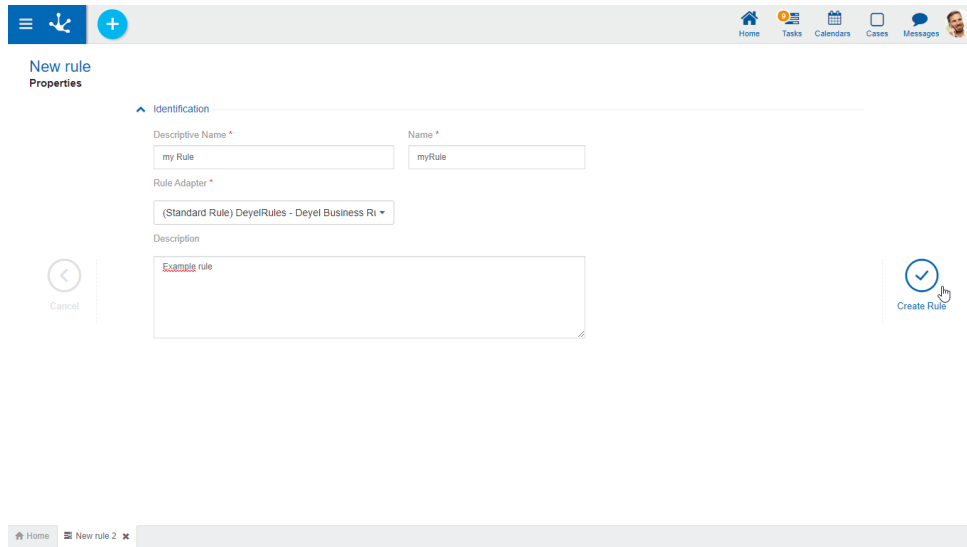 9
Home Tasks Calendars Cases Messages
New rule
Properties
Identification
Descriptive Name * Name *
my Rule myRule
Rule Adapter *
(Standard Rule) DeyelRules - Deyel Business Ru
Description
Example rule
Cancel Create Rule
Home New rule 2